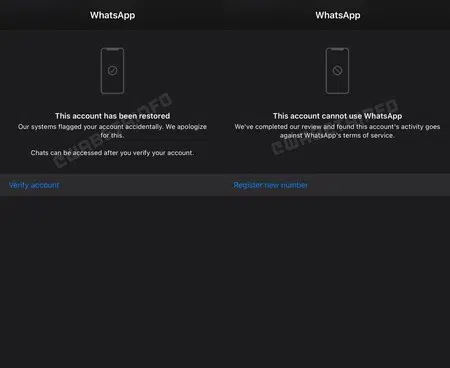 WhatsApp
This account has been restored
Our systems flagged your account accidentally. We apologize
for this.
Chats can be accessed after you verify your account.
Verify account
WhatsApp
This account cannot use WhatsApp
We've completed our review and found this account's activity goes
against WhatsApp's terms of service.
Register new number